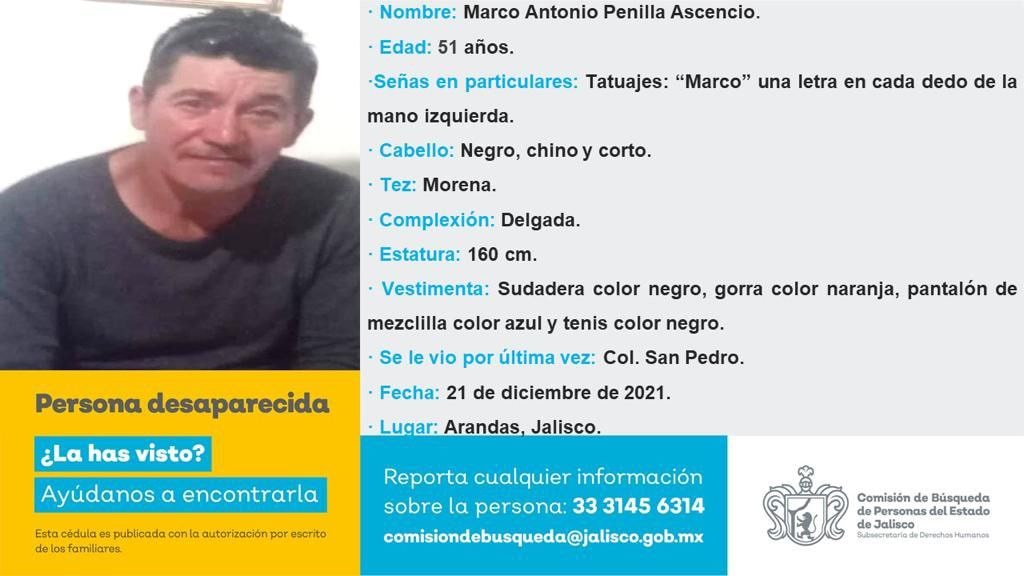 · Nombre: Marco Antonio Penilla Ascencio.
· Edad: 51 años.
·Señas en particulares: Tatuajes: “Marco” una letra en cada dedo de la
mano izquierda.
· Cabello: Negro, chino y corto.
· Tez: Morena.
· Complexión: Delgada.
· Estatura: 160 cm.
· Vestimenta: Sudadera color negro, gorra color naranja, pantalón de
mezclilla color azul y tenis color negro.
· Se le vio por última vez: Col. San Pedro.
· Fecha: 21 de diciembre de 2021.
· Lugar: Arandas, Jalisco.
Persona desaparecida
¿La has visto?
Ayúdanos a encontrarla
Esta cédula es publicada con la autorización por escrito
de los familiares.
Reporta cualquier información
sobre la persona: 33 3145 6314
comisiondebusqueda@jalisco.gob.mx
Comisión de Búsqueda
de Personas del Estado
de Jalisco
Subsecretaría de Derechos Humanos